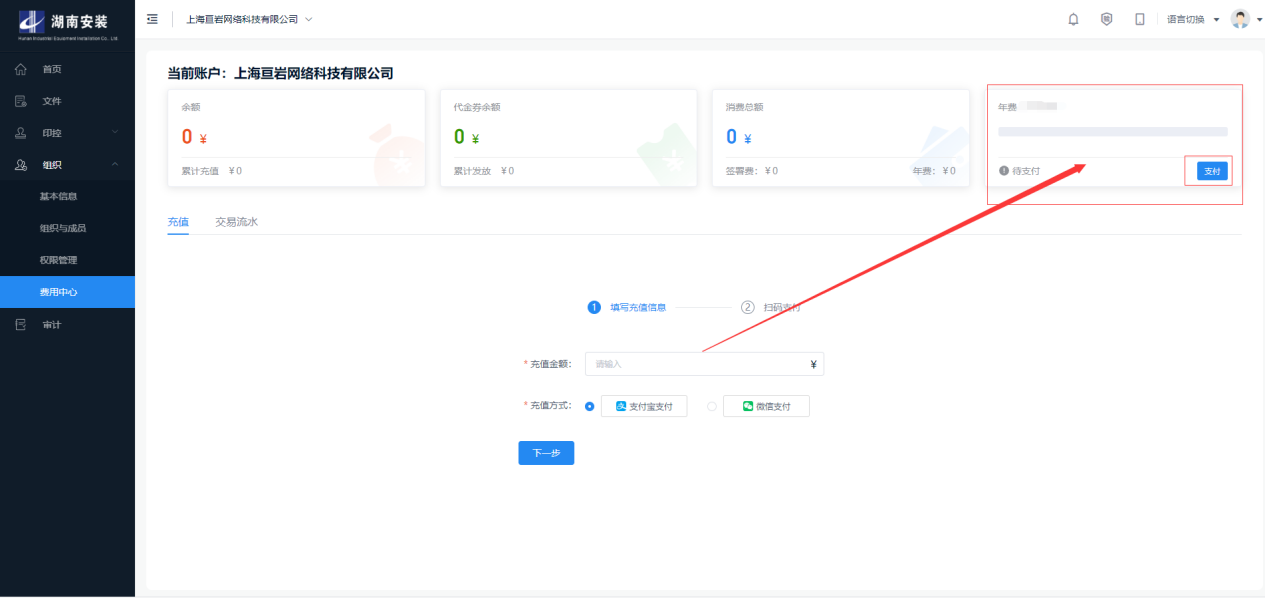 湖南安装
Hunan Industrial Equipment Installation Co., Ltd.
上海亘岩网络科技有限公司
语言切换
首页
文件
印控
组织
基本信息
组织与成员
权限管理
费用中心
审计
当前账户：上海亘岩网络科技有限公司
余额
0 ¥
累计充值 ¥0
代金券余额
0 ¥
累计发放 ¥0
消费总额
0 ¥
签署费：¥0 年费：¥0
年费
待支付
支付
充值 交易流水
1 填写充值信息 2 扫码支付
* 充值金额： 请输入 ¥
* 充值方式： 支付宝支付 微信支付
下一步